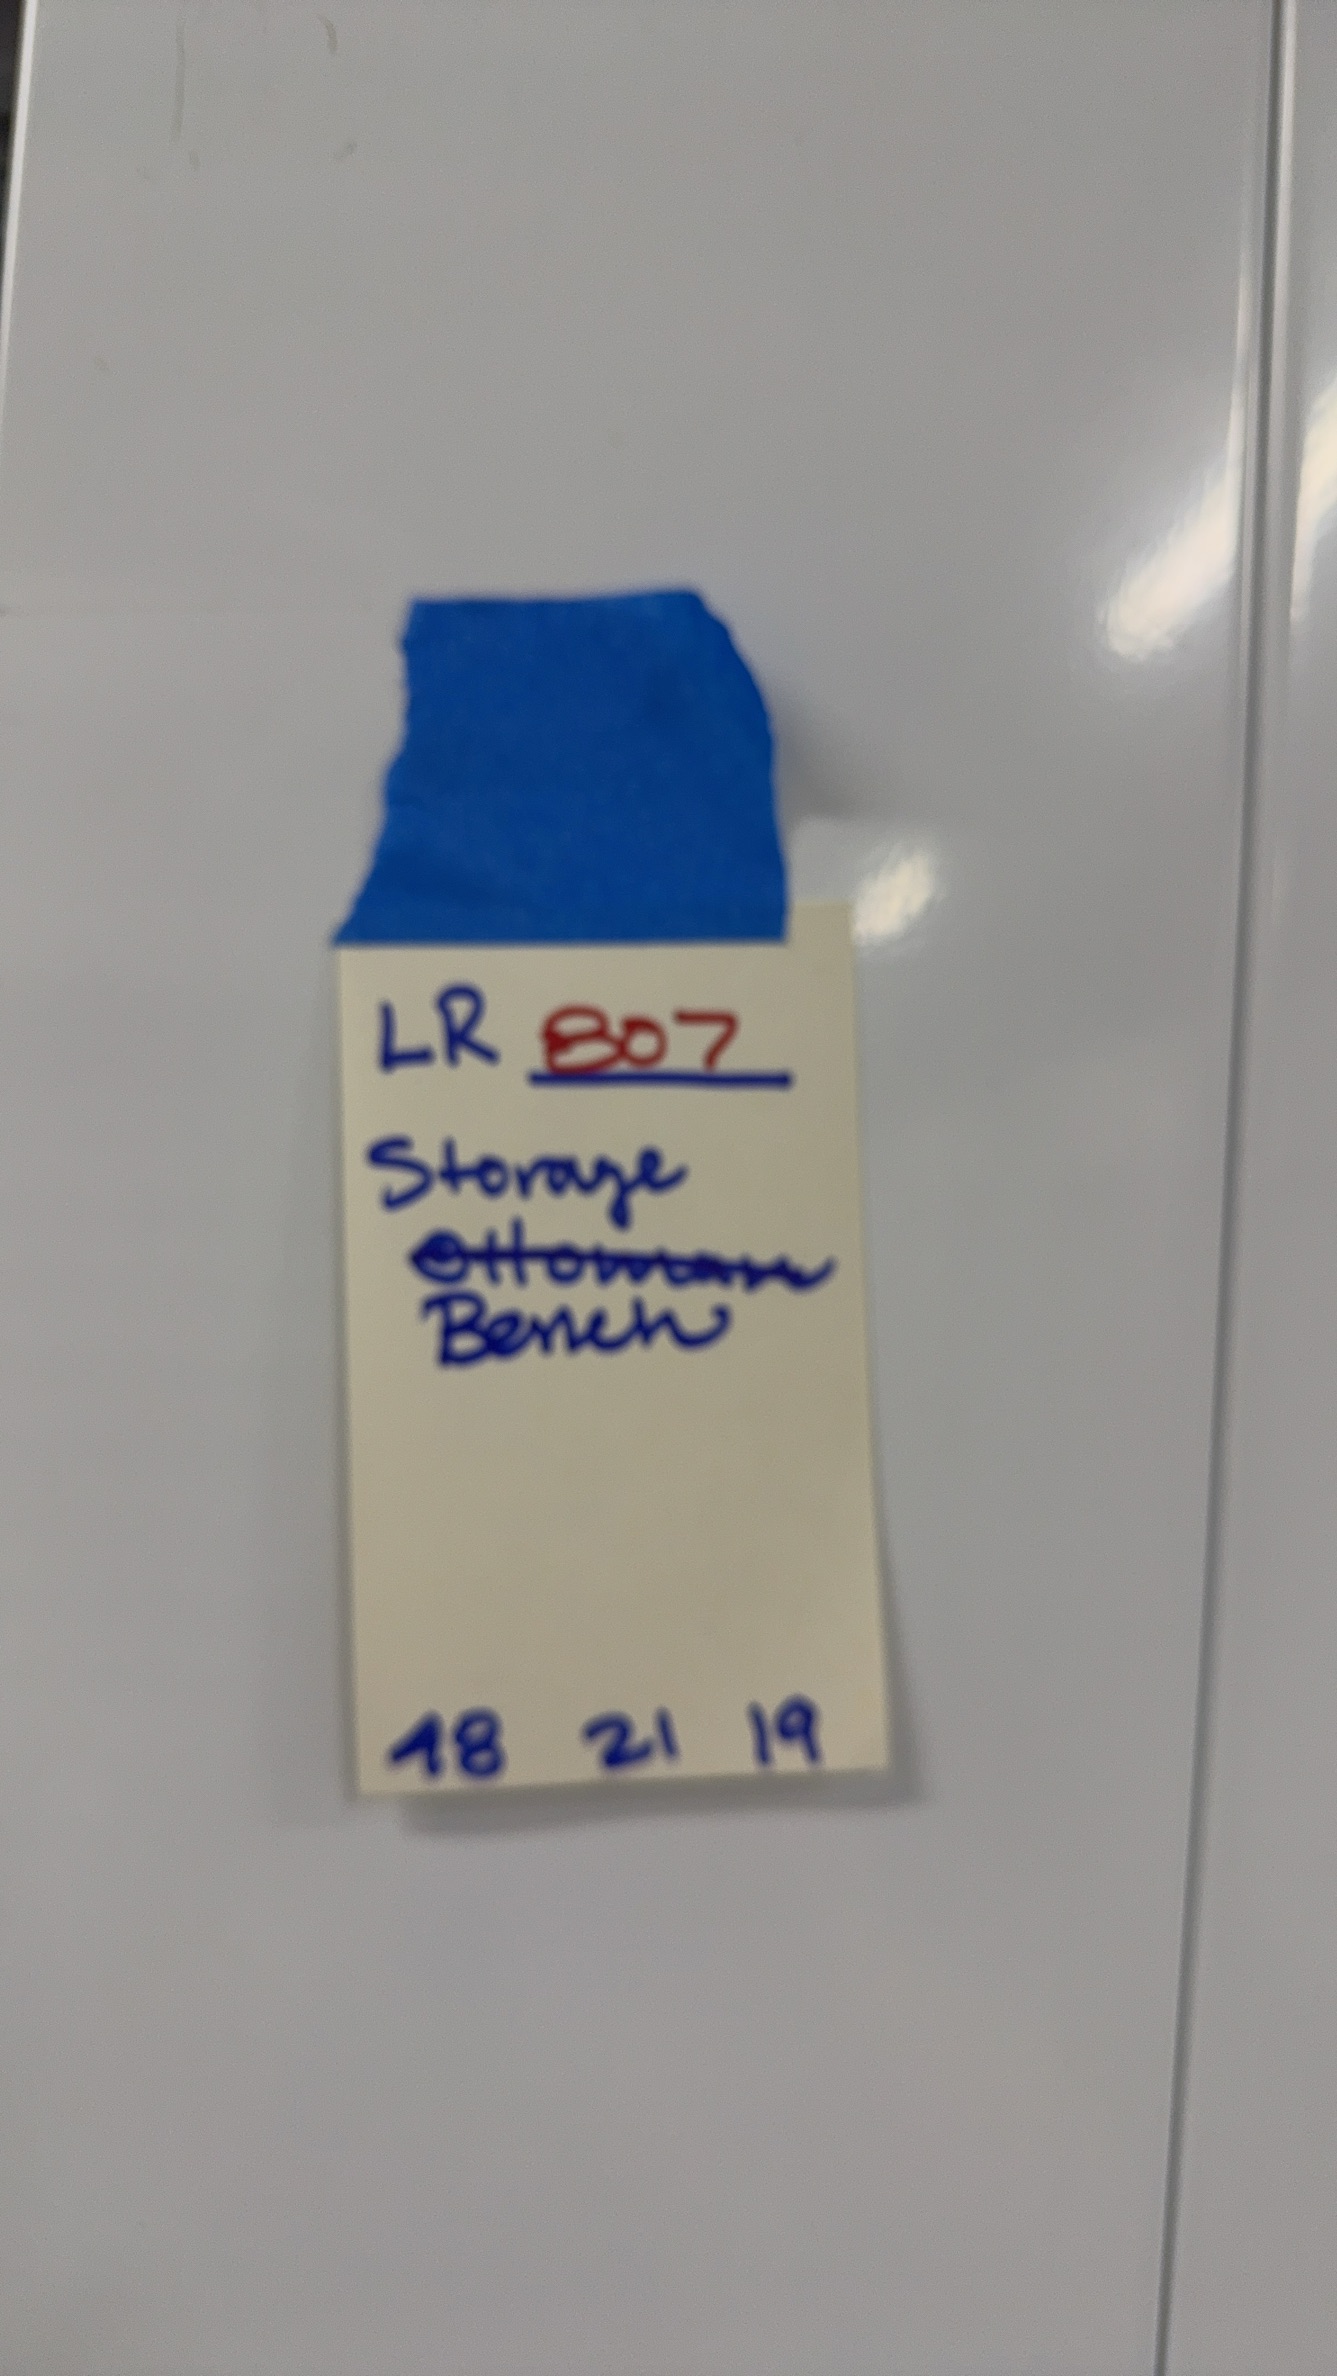 LR 807
Storage
Ottoman
Bench
48 21 19